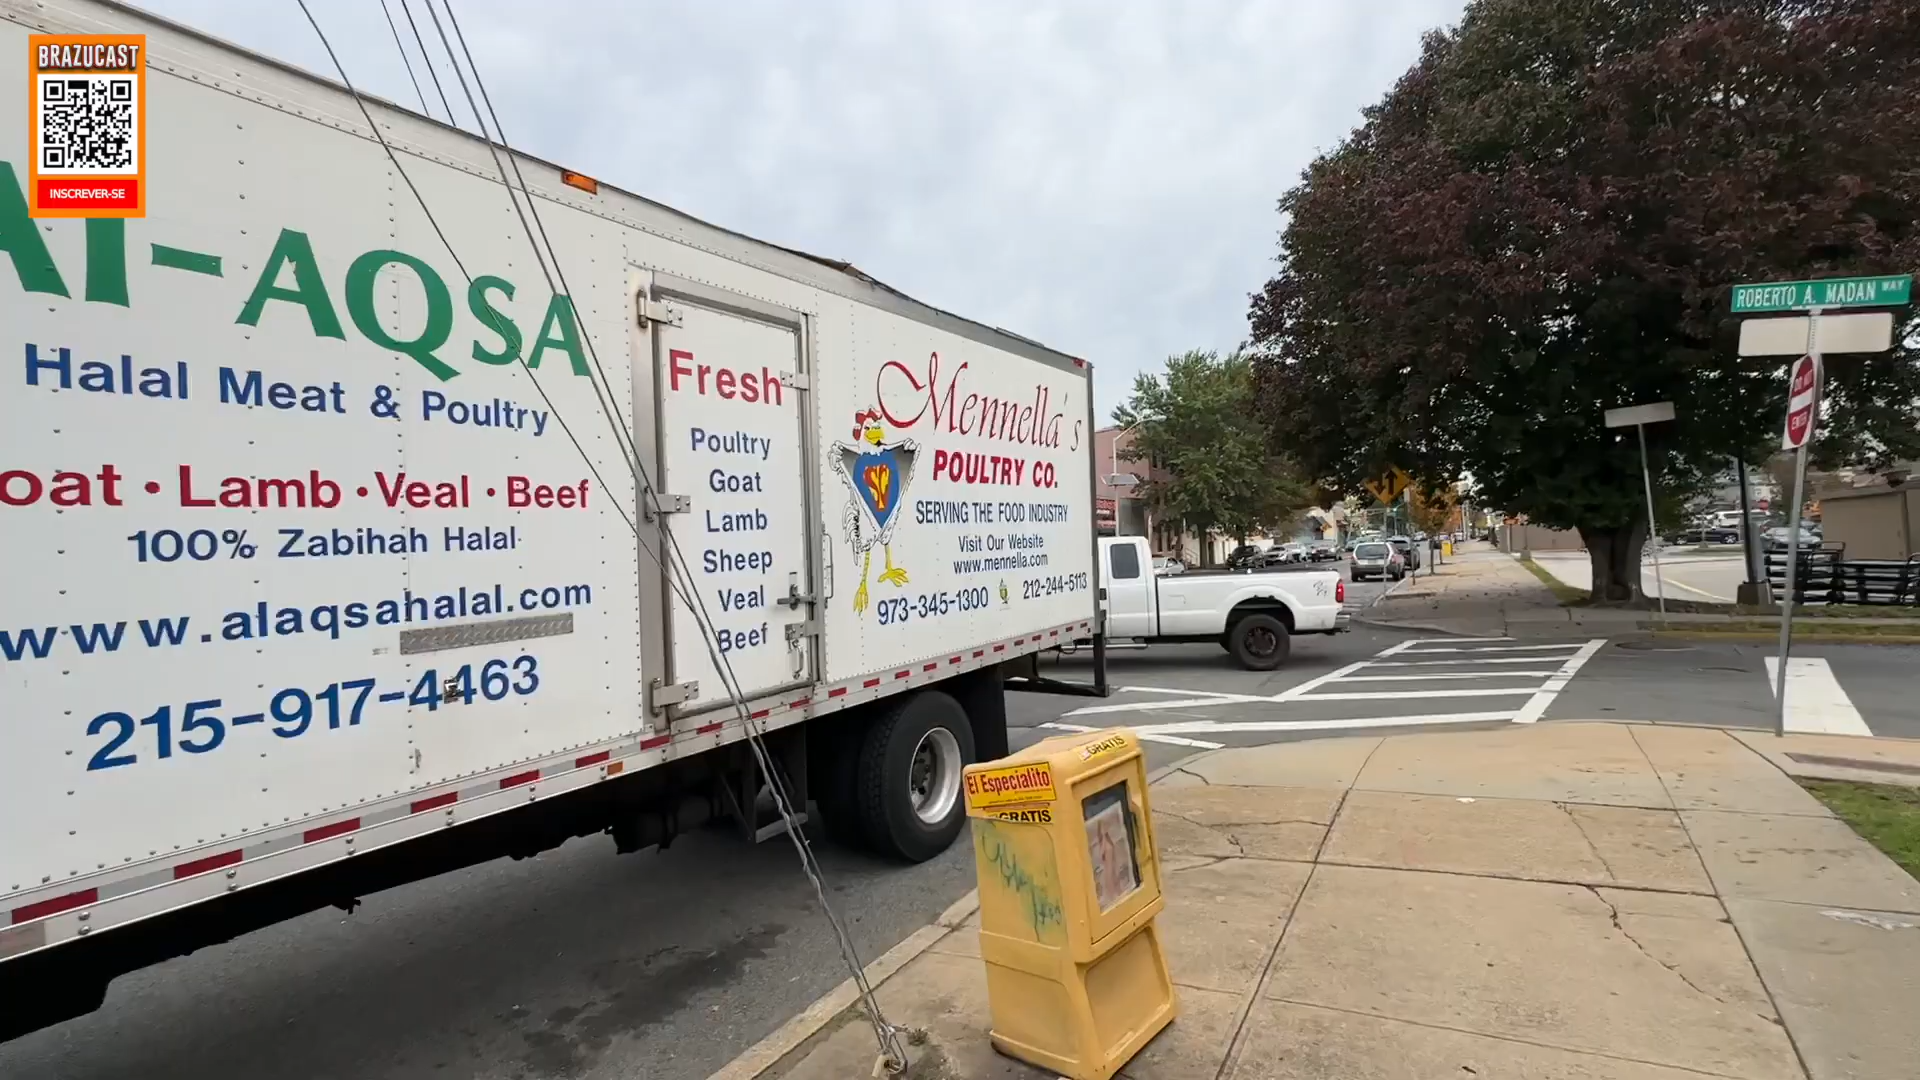 BRAZUCAST
INSCREVER-SE
Al-AQSA
Halal Meat & Poultry
oat • Lamb • Veal • Beef
100% Zabihah Halal
www.alaqsahalal.com
215-917-4463
Fresh
Poultry
Goat
Lamb
Sheep
Veal
Beef
Mennella's
POULTRY CO.
SERVING THE FOOD INDUSTRY
Visit Our Website
www.mennella.com
973-345-1300 212-244-5113
ROBERTO A. MADAN WAY
El Especialito
GRATIS
GRATIS